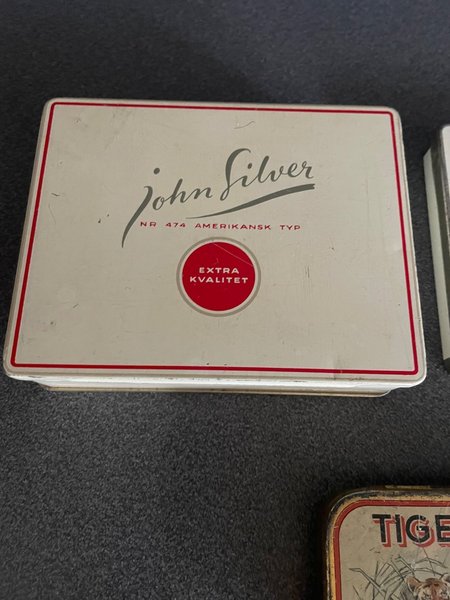 John Silver
NR 474 AMERIKANSK TYP
EXTRA
KVALITET
TIGE